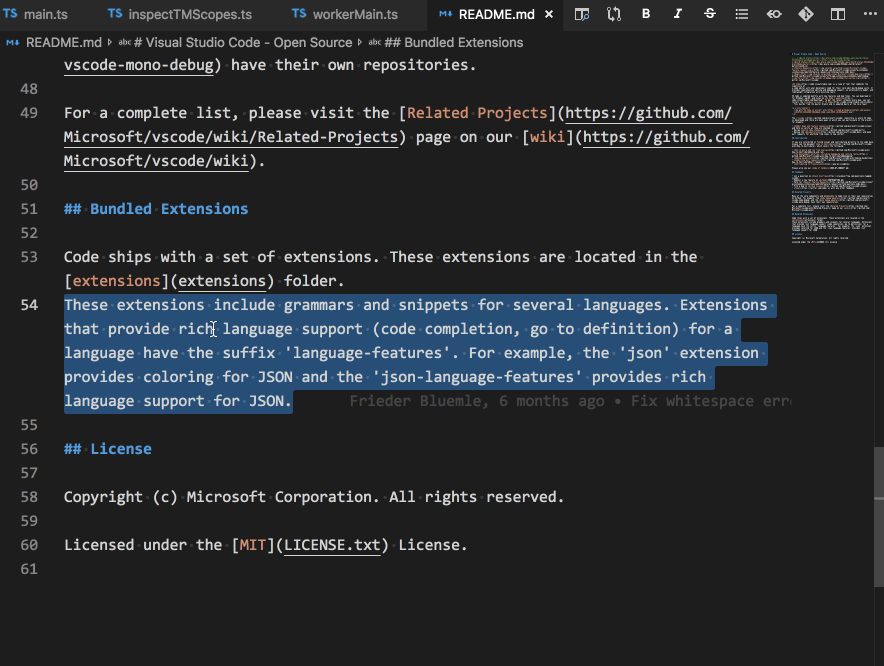 TS main.ts TS inspectTMScopes.ts TS workerMain.ts M↓ README.md × B I S
M↓ README.md › abc # Visual Studio Code - Open Source › abc ## Bundled Extensions
vscode-mono-debug) have their own repositories.
48
49 For a complete list, please visit the [Related Projects](https://github.com/
Microsoft/vscode/wiki/Related-Projects) page on our [wiki](https://github.com/
Microsoft/vscode/wiki).
50
51 ## Bundled Extensions
52
53 Code ships with a set of extensions. These extensions are located in the
[extensions](extensions) folder.
54 These extensions include grammars and snippets for several languages. Extensions
that provide rich language support (code completion, go to definition) for a
language have the suffix 'language-features'. For example, the 'json' extension
provides coloring for JSON and the 'json-language-features' provides rich
language support for JSON. Frieder Bluemle, 6 months ago • Fix whitespace err
55
56 ## License
57
58 Copyright (c) Microsoft Corporation. All rights reserved.
59
60 Licensed under the [MIT](LICENSE.txt) License.
61